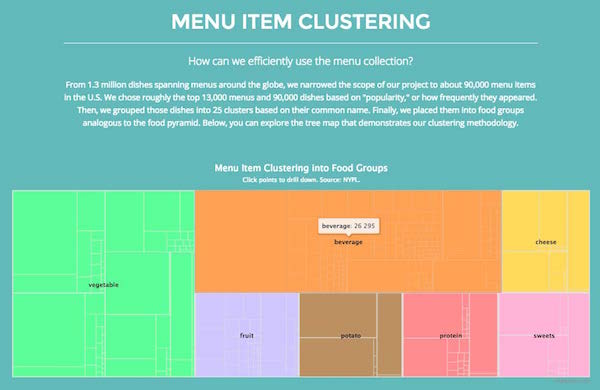 MENU ITEM CLUSTERING
How can we efficiently use the menu collection?
From 1.3 million dishes spanning menus around the globe, we narrowed the scope of our project to about 90,000 menu items
in the U.S. We chose roughly the top 13,000 menus and 90,000 dishes based on "popularity," or how frequently they appeared.
Then, we grouped those dishes into 25 clusters based on their common name. Finally, we placed them into food groups
analogous to the food pyramid. Below, you can explore the tree map that demonstrates our clustering methodology.
Menu Item Clustering into Food Groups
Click points to drill down. Source: NYPL.
beverage: 26 295
beverage
cheese
vegetable
fruit
potato
protein
sweets